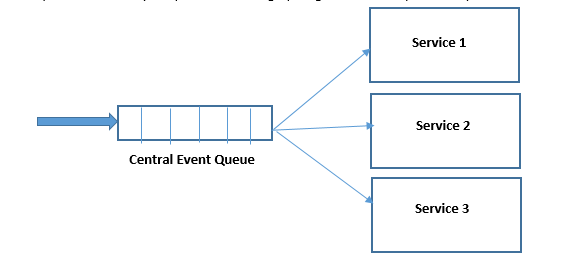 Service 1
Service 2
Central Event Queue
Service 3